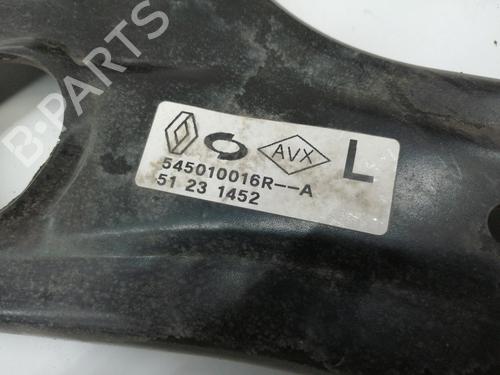 B-PARTS
AVX
L
545010016R--A
51 23 1452